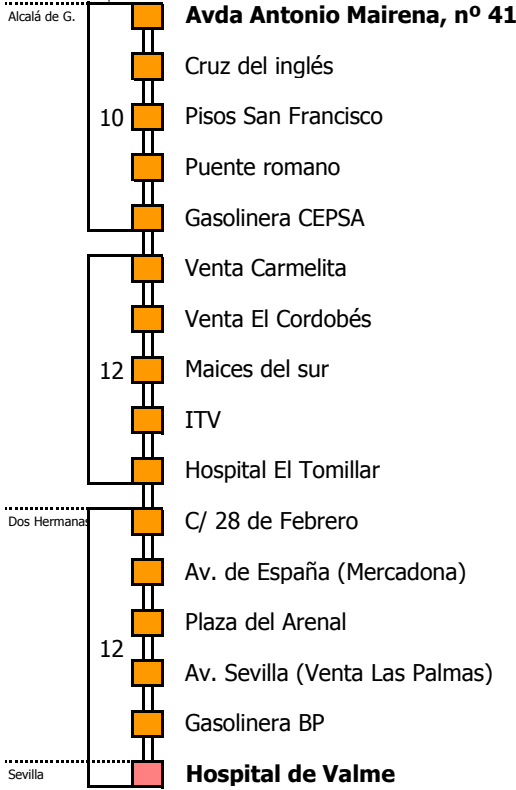 Alcalá de G.
Avda Antonio Mairena, nº 41
Cruz del inglés
10
Pisos San Francisco
Puente romano
Gasolinera CEPSA
Venta Carmelita
Venta El Cordobés
12
Maices del sur
ITV
Hospital El Tomillar
Dos Hermanas
C/ 28 de Febrero
Av. de España (Mercadona)
Plaza del Arenal
12
Av. Sevilla (Venta Las Palmas)
Gasolinera BP
Sevilla
Hospital de Valme